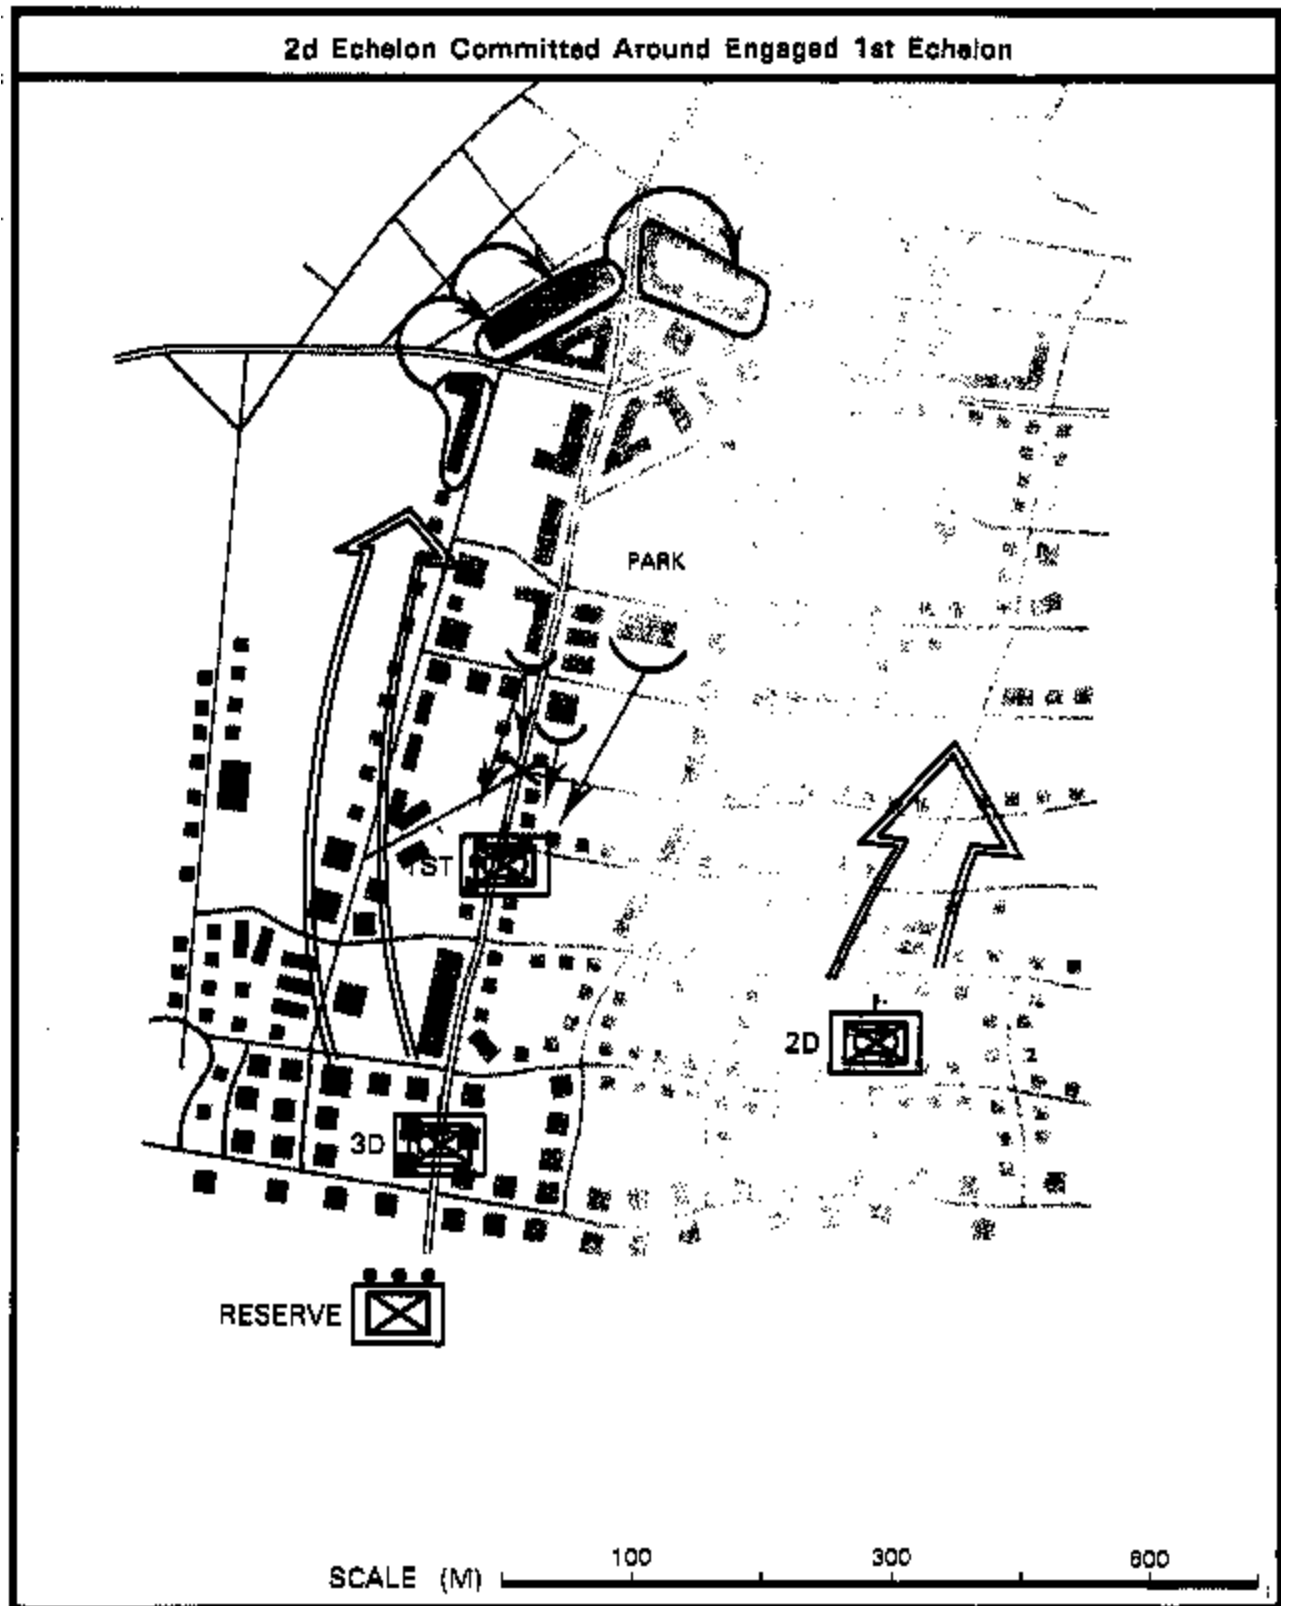 2d Echelon Committed Around Engaged 1st Echelon
PARK
1ST
2D
3D
RESERVE
100 300 600
SCALE (M)